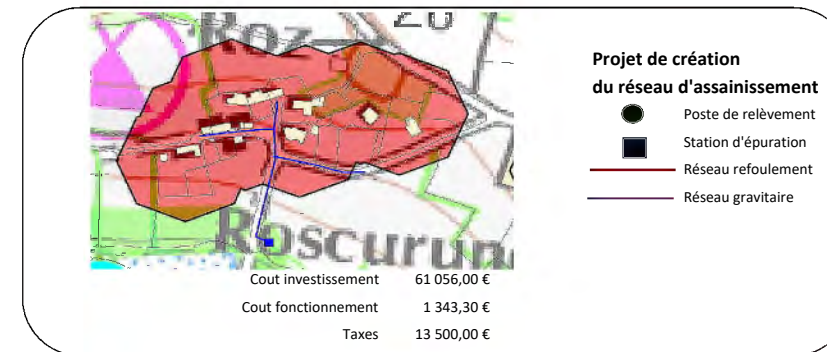 Roz
Projet de création
du réseau d'assainissement
Poste de relèvement
Station d'épuration
Réseau refoulement
Réseau gravitaire
Cout investissement 61 056,00 €
Cout fonctionnement 1 343,30 €
Taxes 13 500,00 €